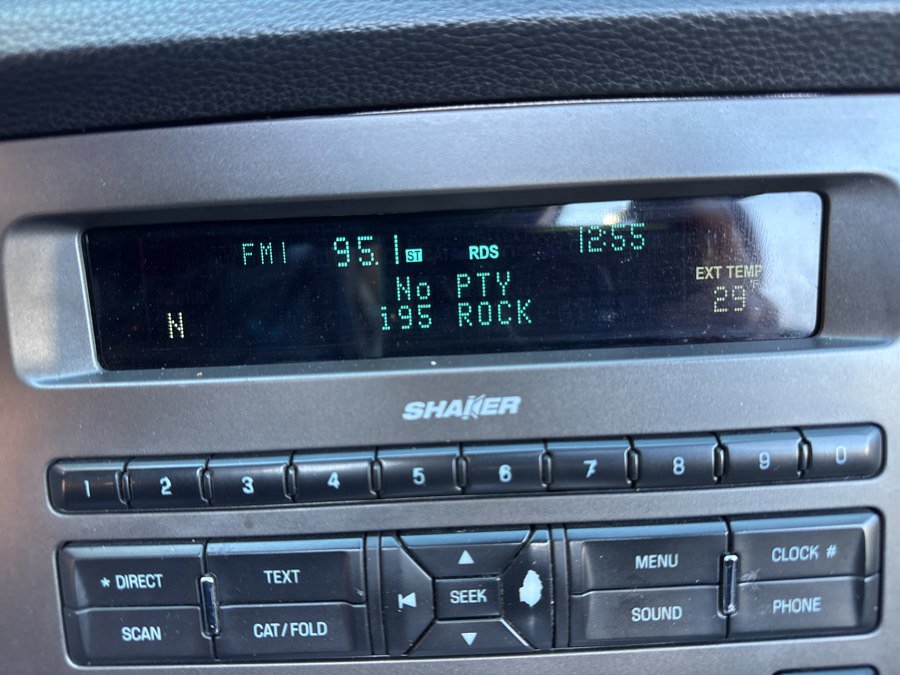 FM1 95.1 ST RDS 12:55
No PTY
EXT TEMP
N i95 ROCK 29°
SHAKER
1 2 3 4 5 6 7 8 9 0
* DIRECT TEXT MENU CLOCK #
SEEK
SCAN CAT/FOLD SOUND PHONE